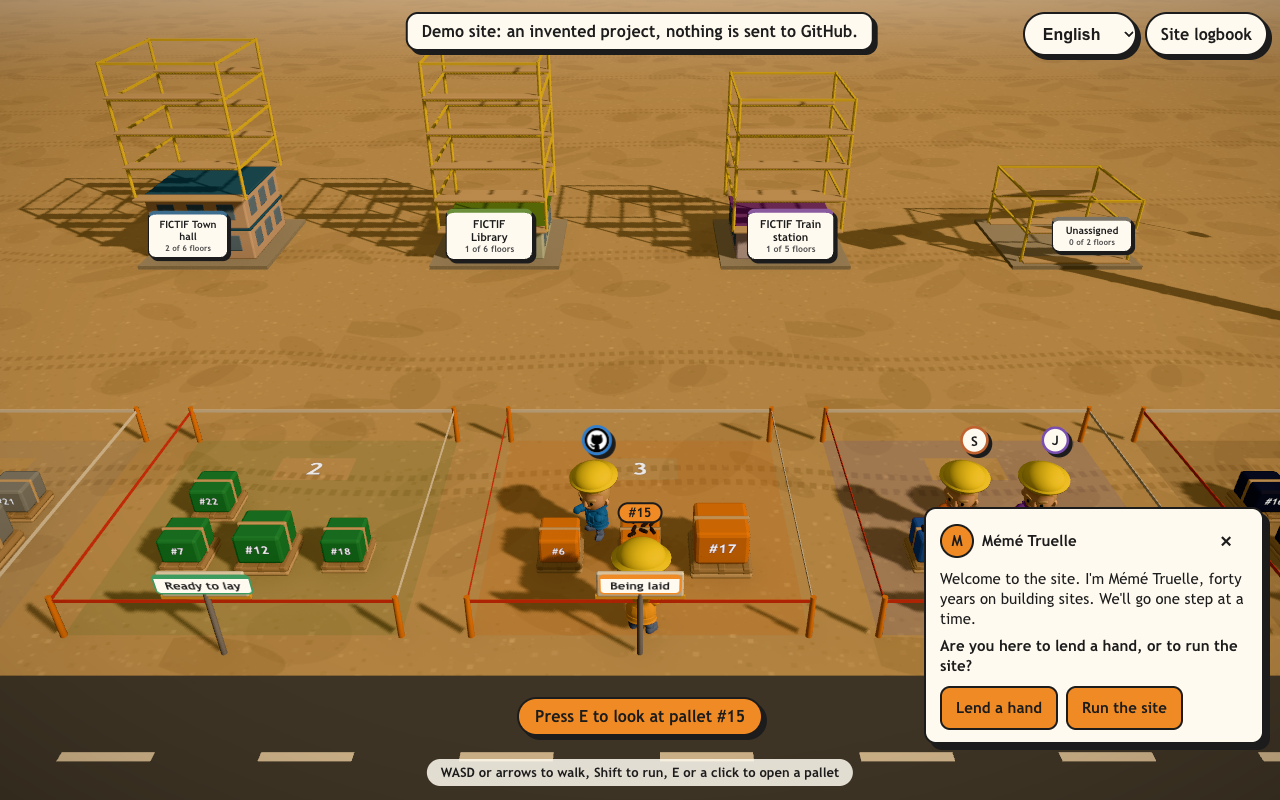 Demo site: an invented project, nothing is sent to GitHub.
English
Site logbook
FICTIF Town
hall
2 of 6 floors
FICTIF
Library
1 of 6 floors
FICTIF Train
station
1 of 5 floors
Unassigned
0 of 2 floors
2
3
S
J
#21
#22
#7
#12
#18
#15
#6
#17
Ready to lay
Being laid
M
Mémé Truelle
×
Welcome to the site. I'm Mémé Truelle, forty
years on building sites. We'll go one step at a
time.
Are you here to lend a hand, or to run the
site?
Lend a hand
Run the site
Press E to look at pallet #15
WASD or arrows to walk, Shift to run, E or a click to open a pallet